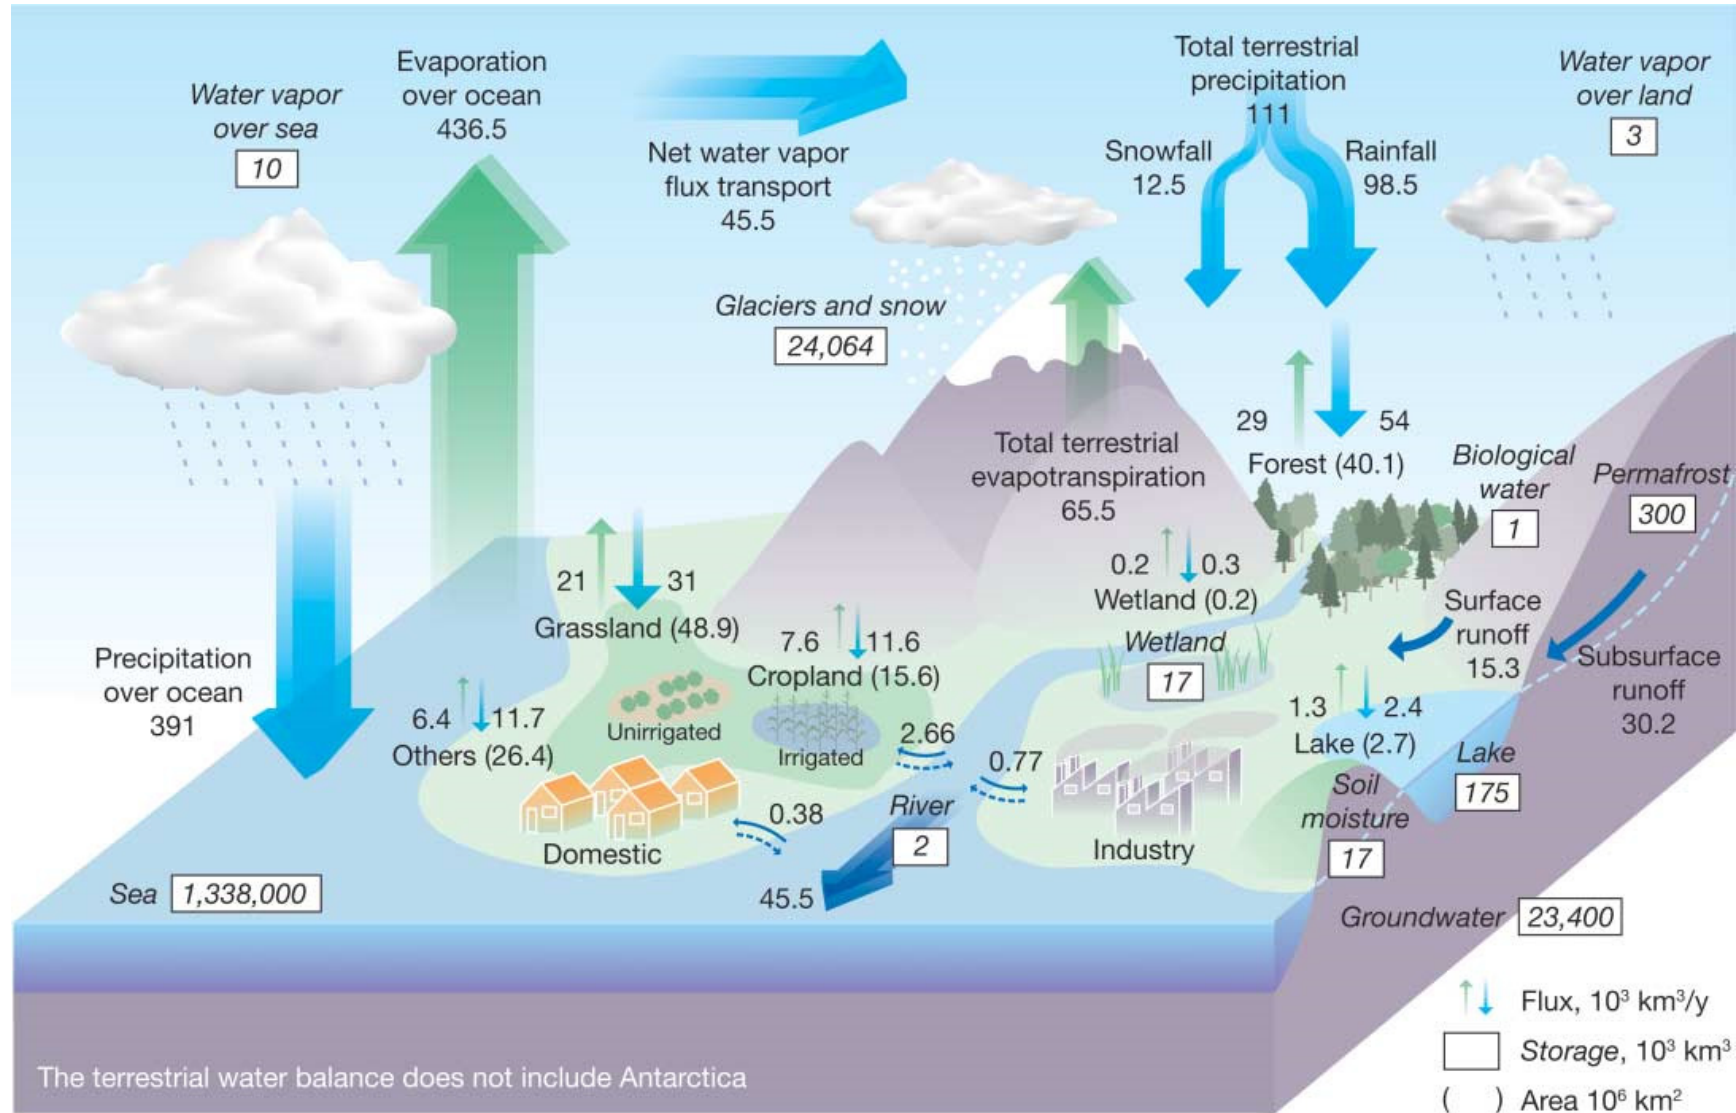 Water vapor
over sea
10
Evaporation
over ocean
436.5
Net water vapor
flux transport
45.5
Total terrestrial
precipitation
111
Snowfall
12.5
Rainfall
98.5
Water vapor
over land
3
Glaciers and snow
24,064
Total terrestrial
evapotranspiration
65.5
29 54
Forest (40.1)
Biological
water
1
Permafrost
300
Precipitation
over ocean
391
21 31
Grassland (48.9)
7.6 11.6
Cropland (15.6)
0.2 0.3
Wetland (0.2)
Wetland
17
Surface
runoff
15.3
Subsurface
runoff
30.2
6.4 11.7
Others (26.4)
Unirrigated
Irrigated
2.66
0.77
1.3 2.4
Lake (2.7)
Lake
175
Soil
moisture
17
0.38
Domestic
River
2
Industry
45.5
Sea 1,338,000
Groundwater 23,400
Flux, 10³ km³/y
Storage, 10³ km³
( ) Area 10⁶ km²
The terrestrial water balance does not include Antarctica